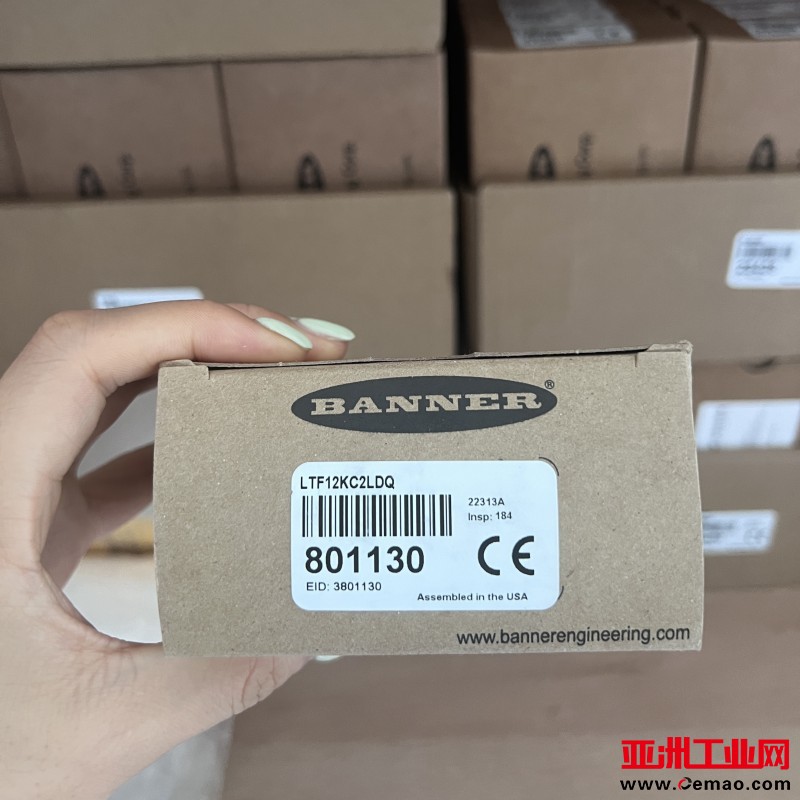 BANNER®
LTF12KC2LDQ
22313A
Insp: 184
801130
CE
EID: 3801130
Assembled in the USA
www.bannerengineering.com
亚洲工业网
www.Cemao.com